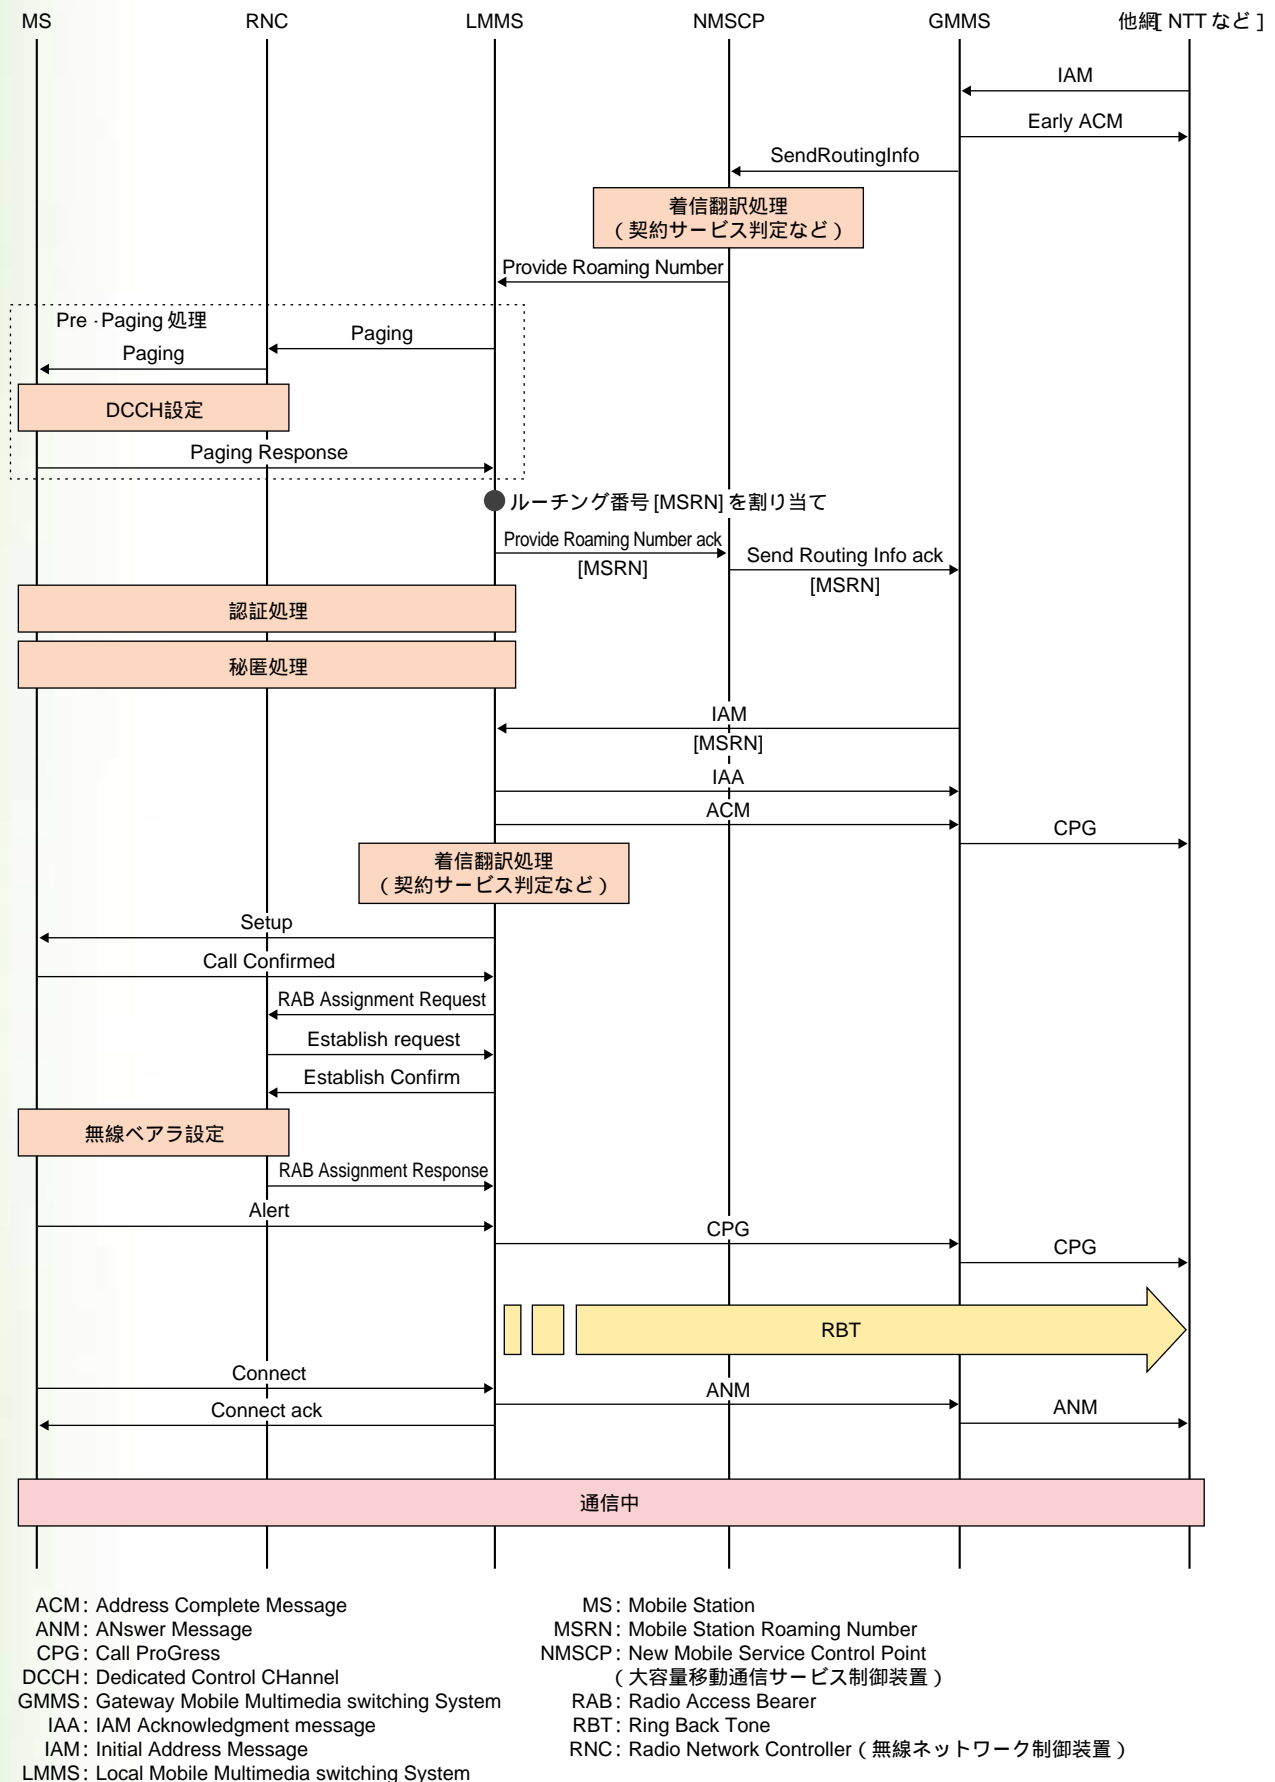 MS RNC LMMS NMSCP GMMS 他網[ NTT など ]
IAM
Early ACM
SendRoutingInfo
着信翻訳処理
( 契約サービス判定など )
Provide Roaming Number
Pre - Paging 処理
Paging
Paging
DCCH設定
Paging Response
ルーチング番号 [MSRN] を割り当て
Provide Roaming Number ack
[MSRN]
Send Routing Info ack
[MSRN]
認証処理
秘匿処理
IAM
[MSRN]
IAA
ACM
CPG
着信翻訳処理
( 契約サービス判定など )
Setup
Call Confirmed
RAB Assignment Request
Establish request
Establish Confirm
無線ベアラ設定
RAB Assignment Response
Alert
CPG
CPG
RBT
Connect
ANM
Connect ack
ANM
通信中
ACM : Address Complete Message
ANM : ANswer Message
CPG : Call ProGress
DCCH : Dedicated Control CHannel
GMMS : Gateway Mobile Multimedia switching System
IAA : IAM Acknowledgment message
IAM : Initial Address Message
LMMS : Local Mobile Multimedia switching System
MS : Mobile Station
MSRN : Mobile Station Roaming Number
NMSCP : New Mobile Service Control Point
( 大容量移動通信サービス制御装置 )
RAB : Radio Access Bearer
RBT : Ring Back Tone
RNC : Radio Network Controller ( 無線ネットワーク制御装置 )